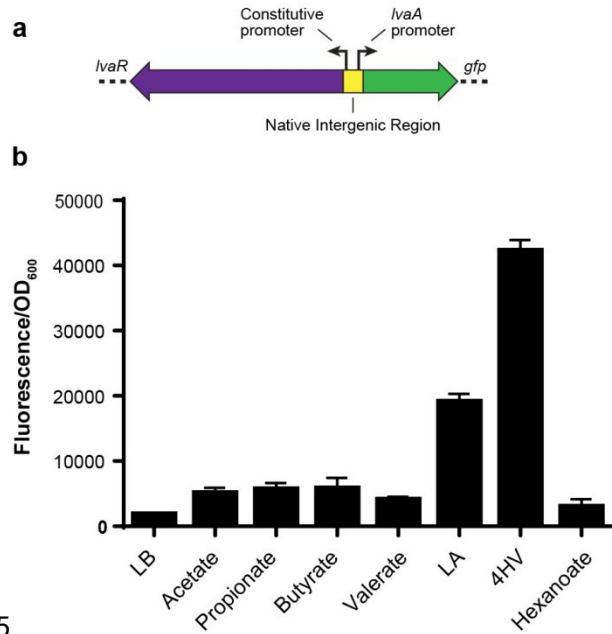 a
Constitutive promoter
lvaA promoter
lvaR
gfp
Native Intergenic Region
b
Fluorescence/OD600
50000
40000
30000
20000
10000
0
LB
Acetate
Propionate
Butyrate
Valerate
LA
4HV
Hexanoate
5